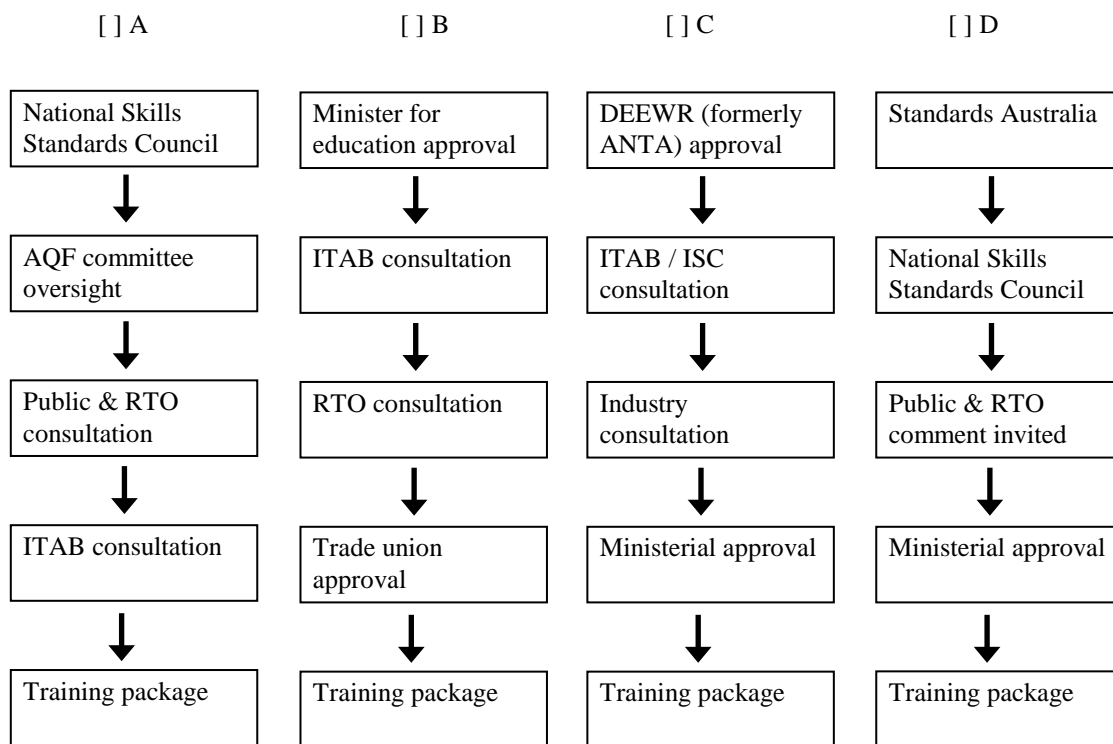 [ ] A
[ ] B
[ ] C
[ ] D
National Skills
Standards Council
Minister for
education approval
DEEWR (formerly
ANTA) approval
Standards Australia
AQF committee
oversight
ITAB consultation
ITAB / ISC
consultation
National Skills
Standards Council
Public & RTO
consultation
RTO consultation
Industry
consultation
Public & RTO
comment invited
ITAB consultation
Trade union
approval
Ministerial approval
Ministerial approval
Training package
Training package
Training package
Training package